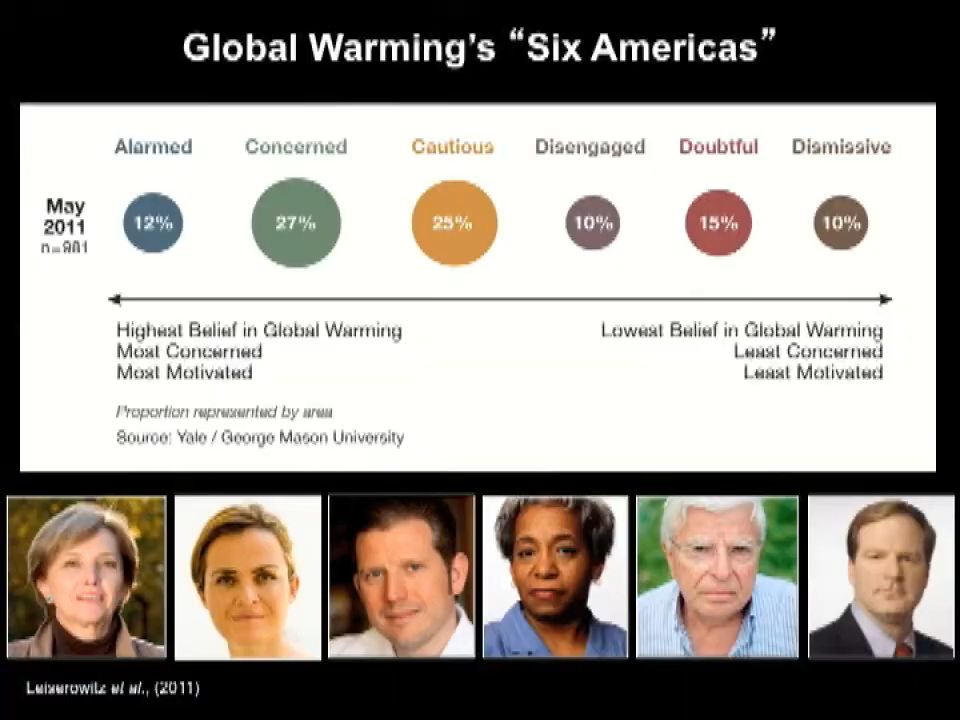 Global Warming's “Six Americas”
Alarmed Concerned Cautious Disengaged Doubtful Dismissive
May
2011
n=981
12% 27% 25% 10% 15% 10%
Highest Belief in Global Warming
Most Concerned
Most Motivated
Lowest Belief in Global Warming
Least Concerned
Least Motivated
Proportion represented by area
Source: Yale / George Mason University
Leiserowitz et al., (2011)